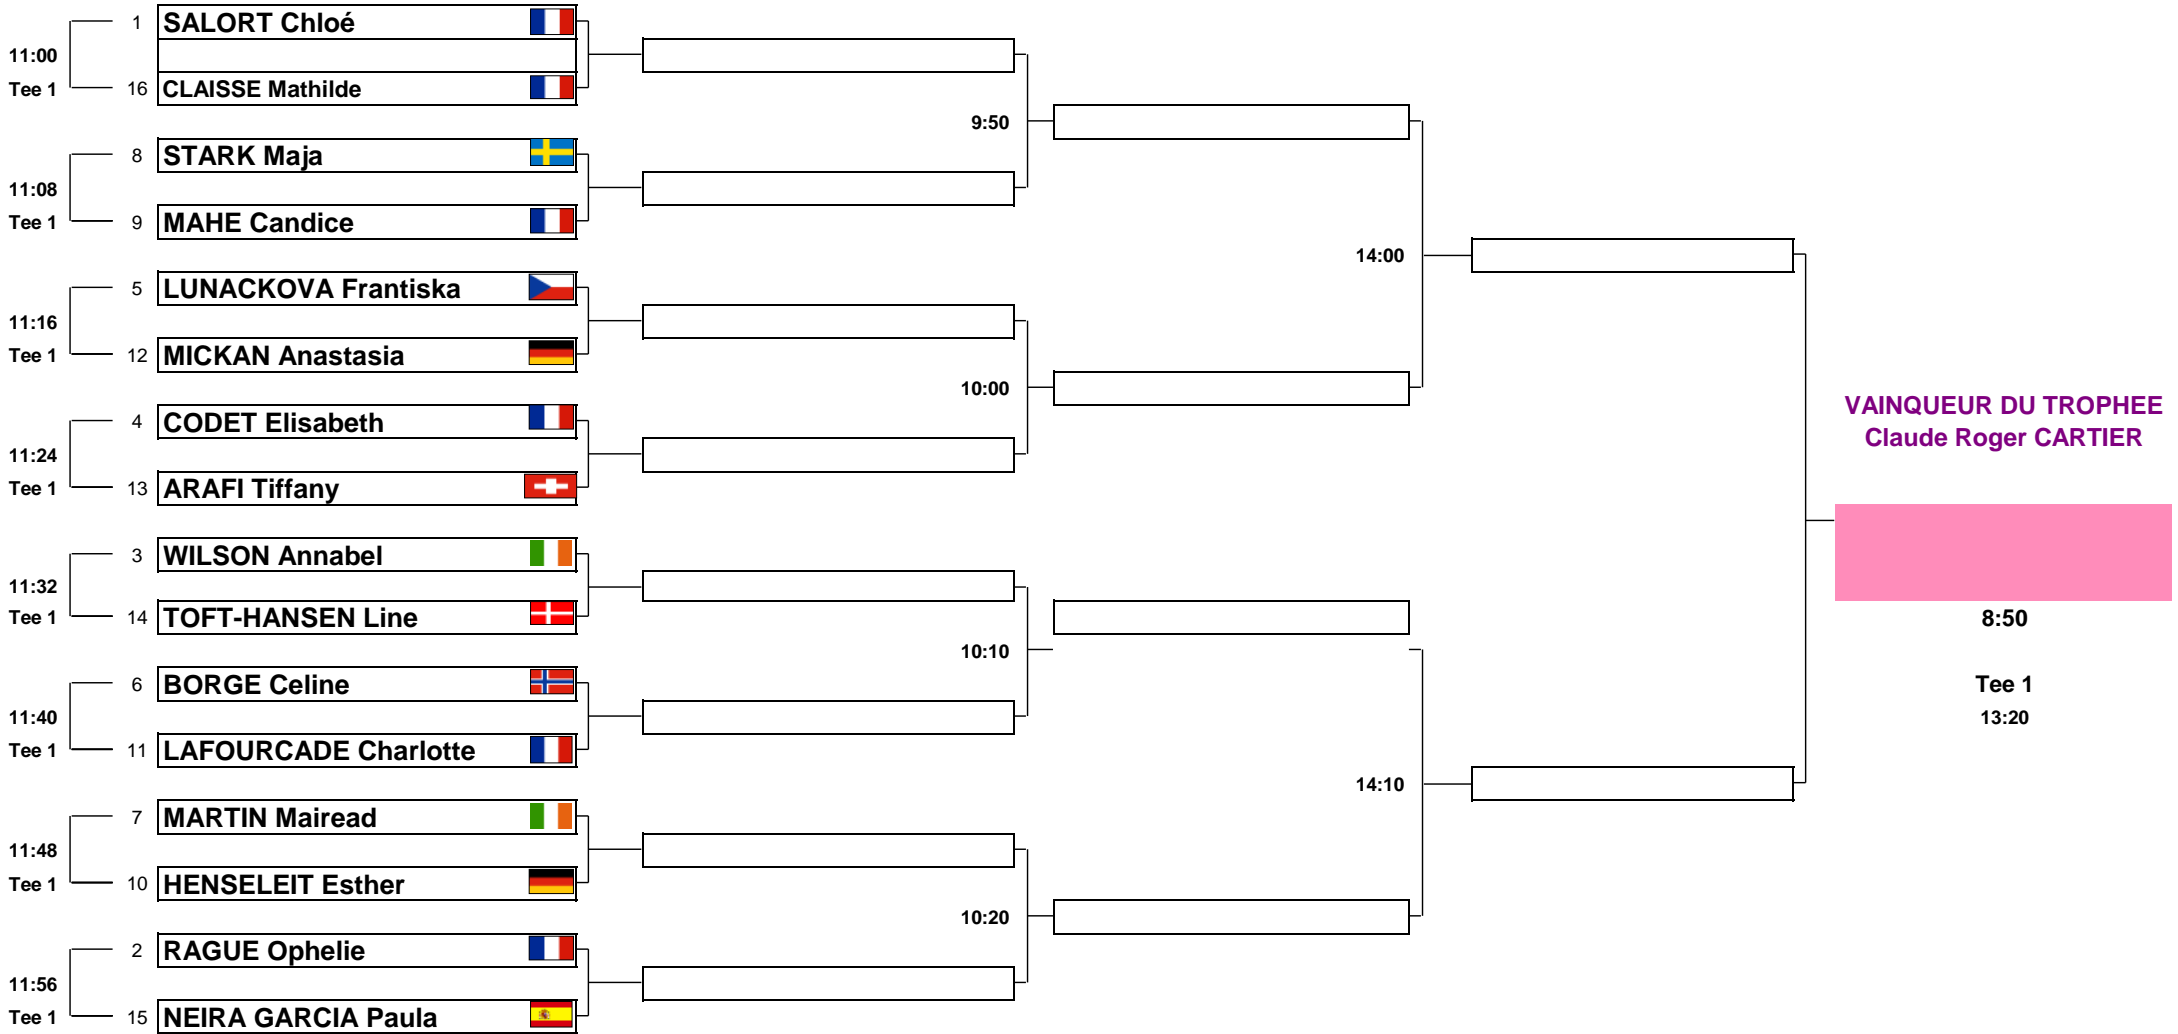 1 SALORT Chloé
11:00
Tee 1 16 CLAISSE Mathilde
9:50
8 STARK Maja
11:08
Tee 1 9 MAHE Candice
14:00
5 LUNACKOVA Frantiska
11:16
Tee 1 12 MICKAN Anastasia
10:00
4 CODET Elisabeth
11:24
Tee 1 13 ARAFI Tiffany
VAINQUEUR DU TROPHEE
Claude Roger CARTIER
3 WILSON Annabel
11:32
Tee 1 14 TOFT-HANSEN Line
8:50
10:10
6 BORGE Celine
Tee 1
11:40
13:20
Tee 1 11 LAFOURCADE Charlotte
14:10
7 MARTIN Mairead
11:48
Tee 1 10 HENSELEIT Esther
10:20
2 RAGUE Ophelie
11:56
Tee 1 15 NEIRA GARCIA Paula